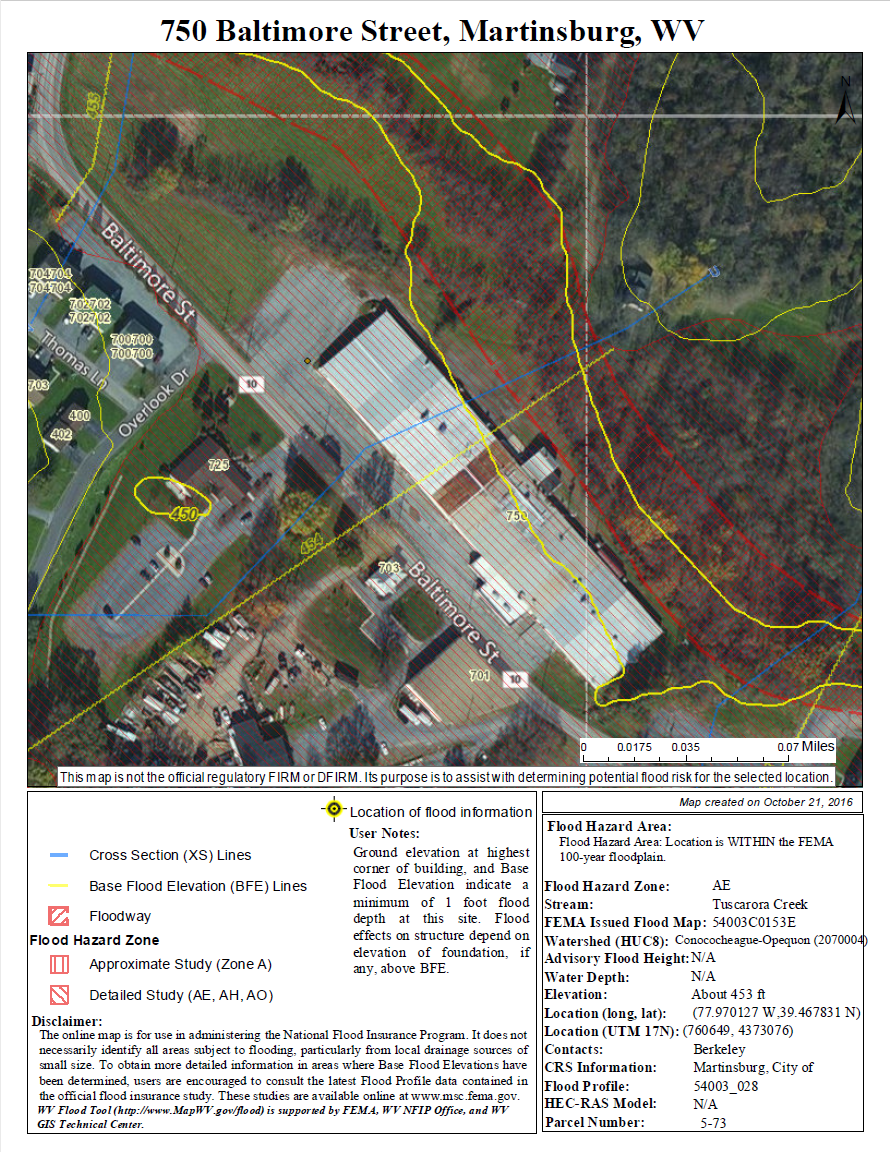 750 Baltimore Street, Martinsburg, WV
N
455
Baltimore St
704704
704704
702702
702702
700700
700700
Thomas Ln
703
Overlook Dr
10
400
402
725
450
454
750
703
Baltimore St
701
10
0 0.0175 0.035 0.07 Miles
This map is not the official regulatory FIRM or DFIRM. Its purpose is to assist with determining potential flood risk for the selected location.
Cross Section (XS) Lines
Base Flood Elevation (BFE) Lines
Floodway
Flood Hazard Zone
Approximate Study (Zone A)
Detailed Study (AE, AH, AO)
Location of flood information
User Notes:
Ground elevation at highest
corner of building, and Base
Flood Elevation indicate a
minimum of 1 foot flood
depth at this site. Flood
effects on structure depend on
elevation of foundation, if
any, above BFE.
Disclaimer:
The online map is for use in administering the National Flood Insurance Program. It does not
necessarily identify all areas subject to flooding, particularly from local drainage sources of
small size. To obtain more detailed information in areas where Base Flood Elevations have
been determined, users are encouraged to consult the latest Flood Profile data contained in
the official flood insurance study. These studies are available online at www.msc.fema.gov.
WV Flood Tool (http://www.MapWV.gov/flood) is supported by FEMA, WV NFIP Office, and WV
GIS Technical Center.
Map created on October 21, 2016
Flood Hazard Area:
Flood Hazard Area: Location is WITHIN the FEMA
100-year floodplain.
Flood Hazard Zone: AE
Stream: Tuscarora Creek
FEMA Issued Flood Map: 54003C0153E
Watershed (HUC8): Conococheague-Opequon (2070004)
Advisory Flood Height: N/A
Water Depth: N/A
Elevation: About 453 ft
Location (long, lat): (77.970127 W,39.467831 N)
Location (UTM 17N): (760649, 4373076)
Contacts: Berkeley
CRS Information: Martinsburg, City of
Flood Profile: 54003_028
HEC-RAS Model: N/A
Parcel Number: 5-73